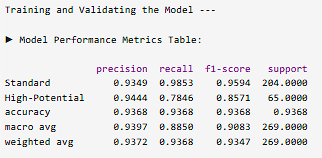 Training and Validating the Model ---
► Model Performance Metrics Table:
precision recall f1-score support
Standard 0.9349 0.9853 0.9594 204.0000
High-Potential 0.9444 0.7846 0.8571 65.0000
accuracy 0.9368 0.9368 0.9368 0.9368
macro avg 0.9397 0.8850 0.9083 269.0000
weighted avg 0.9372 0.9368 0.9347 269.0000